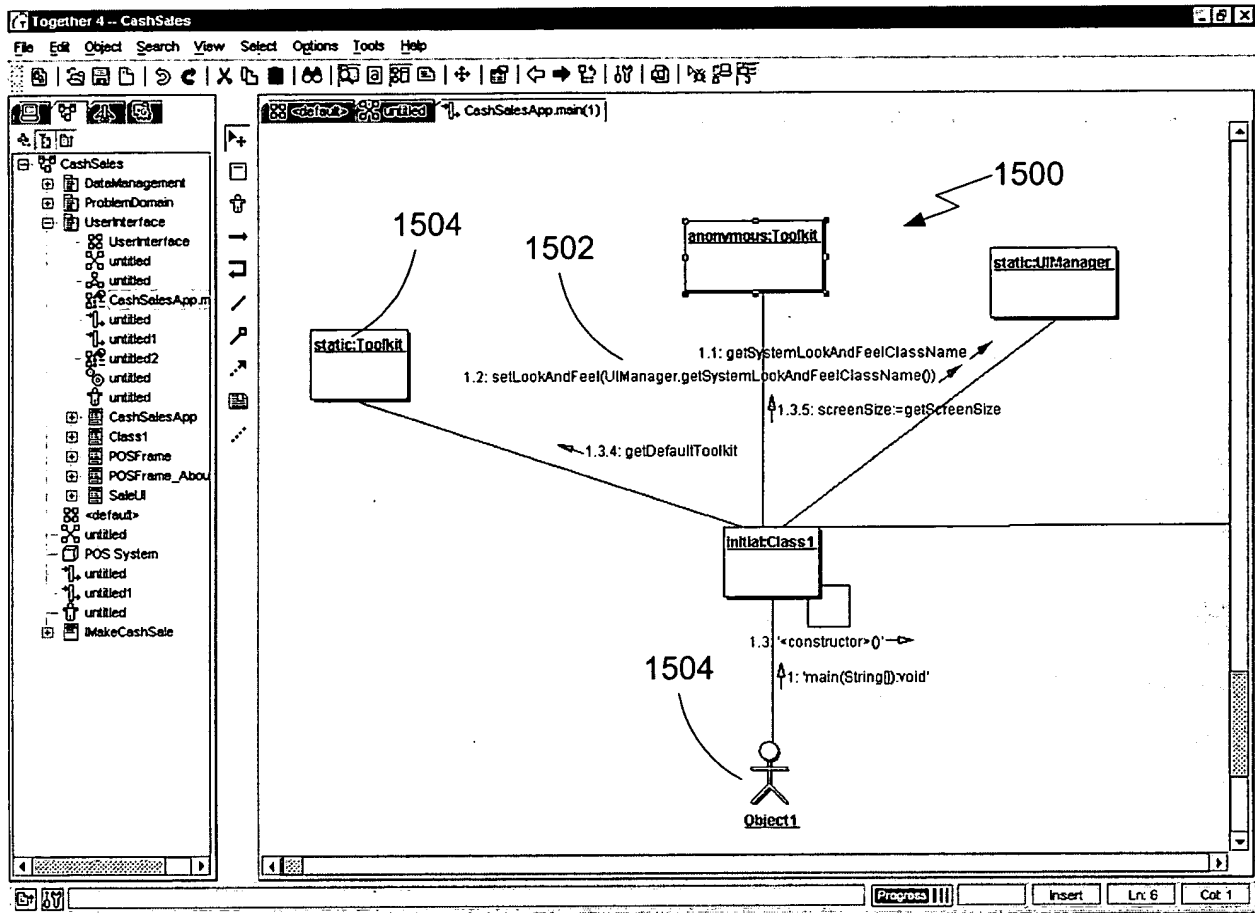 Together 4 -- CashSales
File Edit Object Search View Select Options Tools Help
<default> untitled CashSalesApp.main(1)
CashSales
DataManagement
ProblemDomain
UserInterface
UserInterface
untitled
untitled
CashSalesApp.m
untitled
untitled1
untitled2
untitled
untitled
CashSalesApp
Class1
POSFrame
POSFrame_Abou
SaleUI
<default>
untitled
POS System
untitled
untitled1
untitled
IMakeCashSale
1500
1504
1502
anonymous:Toolkit
static:UIManager
static:Toolkit
1.1: getSystemLookAndFeelClassName
1.2: setLookAndFeel(UIManager.getSystemLookAndFeelClassName())
1.3.5: screenSize:=getScreenSize
1.3.4: getDefaultToolkit
initial:Class1
1.3: '<constructor>()'
1504
1: 'main(String[]):void'
Object1
Progress Insert Ln: 6 Col: 1